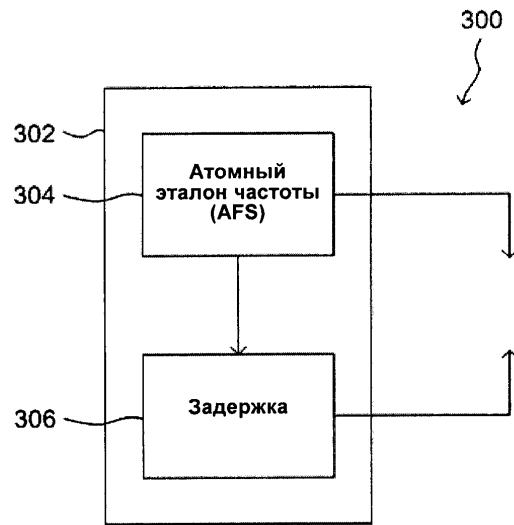 300
302
304
Атомный
эталон частоты
(AFS)
306
Задержка